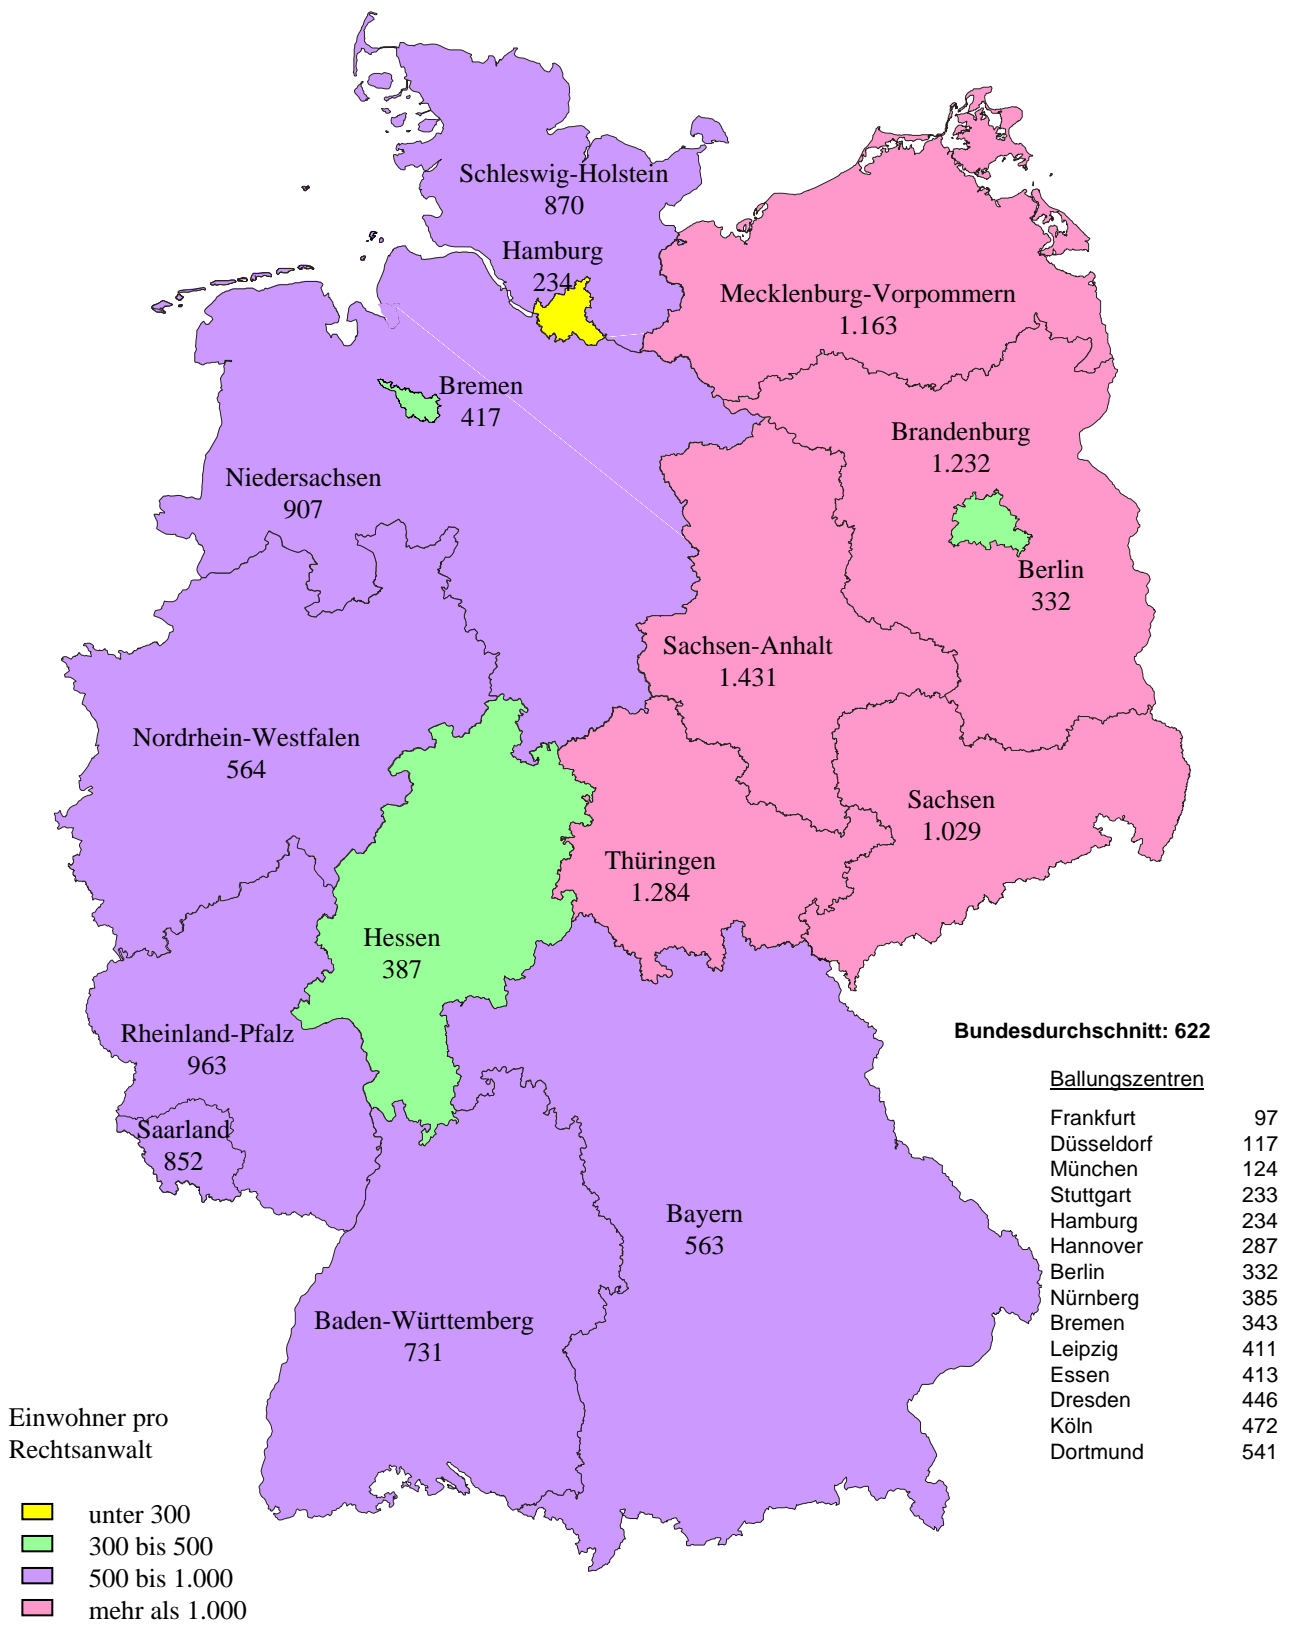 Schleswig-Holstein
870
Hamburg
234
Mecklenburg-Vorpommern
1.163
Bremen
417
Brandenburg
1.232
Niedersachsen
907
Berlin
332
Sachsen-Anhalt
1.431
Nordrhein-Westfalen
564
Sachsen
1.029
Thüringen
1.284
Hessen
387
Rheinland-Pfalz
963
Saarland
852
Bayern
563
Baden-Württemberg
731
Bundesdurchschnitt: 622
Ballungszentren
Frankfurt 97
Düsseldorf 117
München 124
Stuttgart 233
Hamburg 234
Hannover 287
Berlin 332
Nürnberg 385
Bremen 343
Leipzig 411
Essen 413
Dresden 446
Köln 472
Dortmund 541
Einwohner pro
Rechtsanwalt
unter 300
300 bis 500
500 bis 1.000
mehr als 1.000